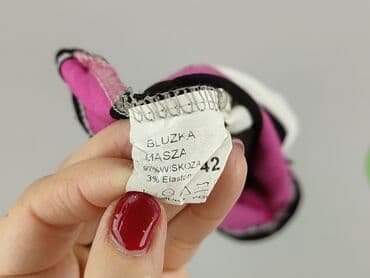 BLUZKA
MASZA
97% WISKOZA 42
3% Elastan